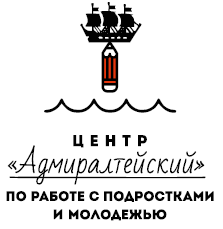 ЦЕНТР
«Адмиралтейский»
ПО РАБОТЕ С ПОДРОСТКАМИ
И МОЛОДЕЖЬЮ